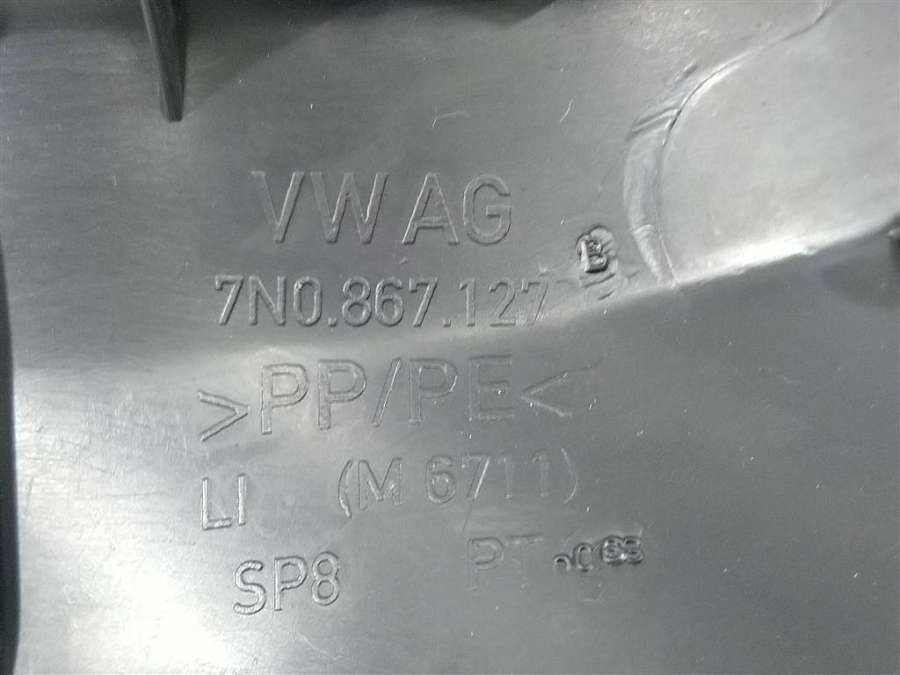 VW AG
7N0.867.127 B
>PP/PE<
LI (M 6711)
SP8 PT